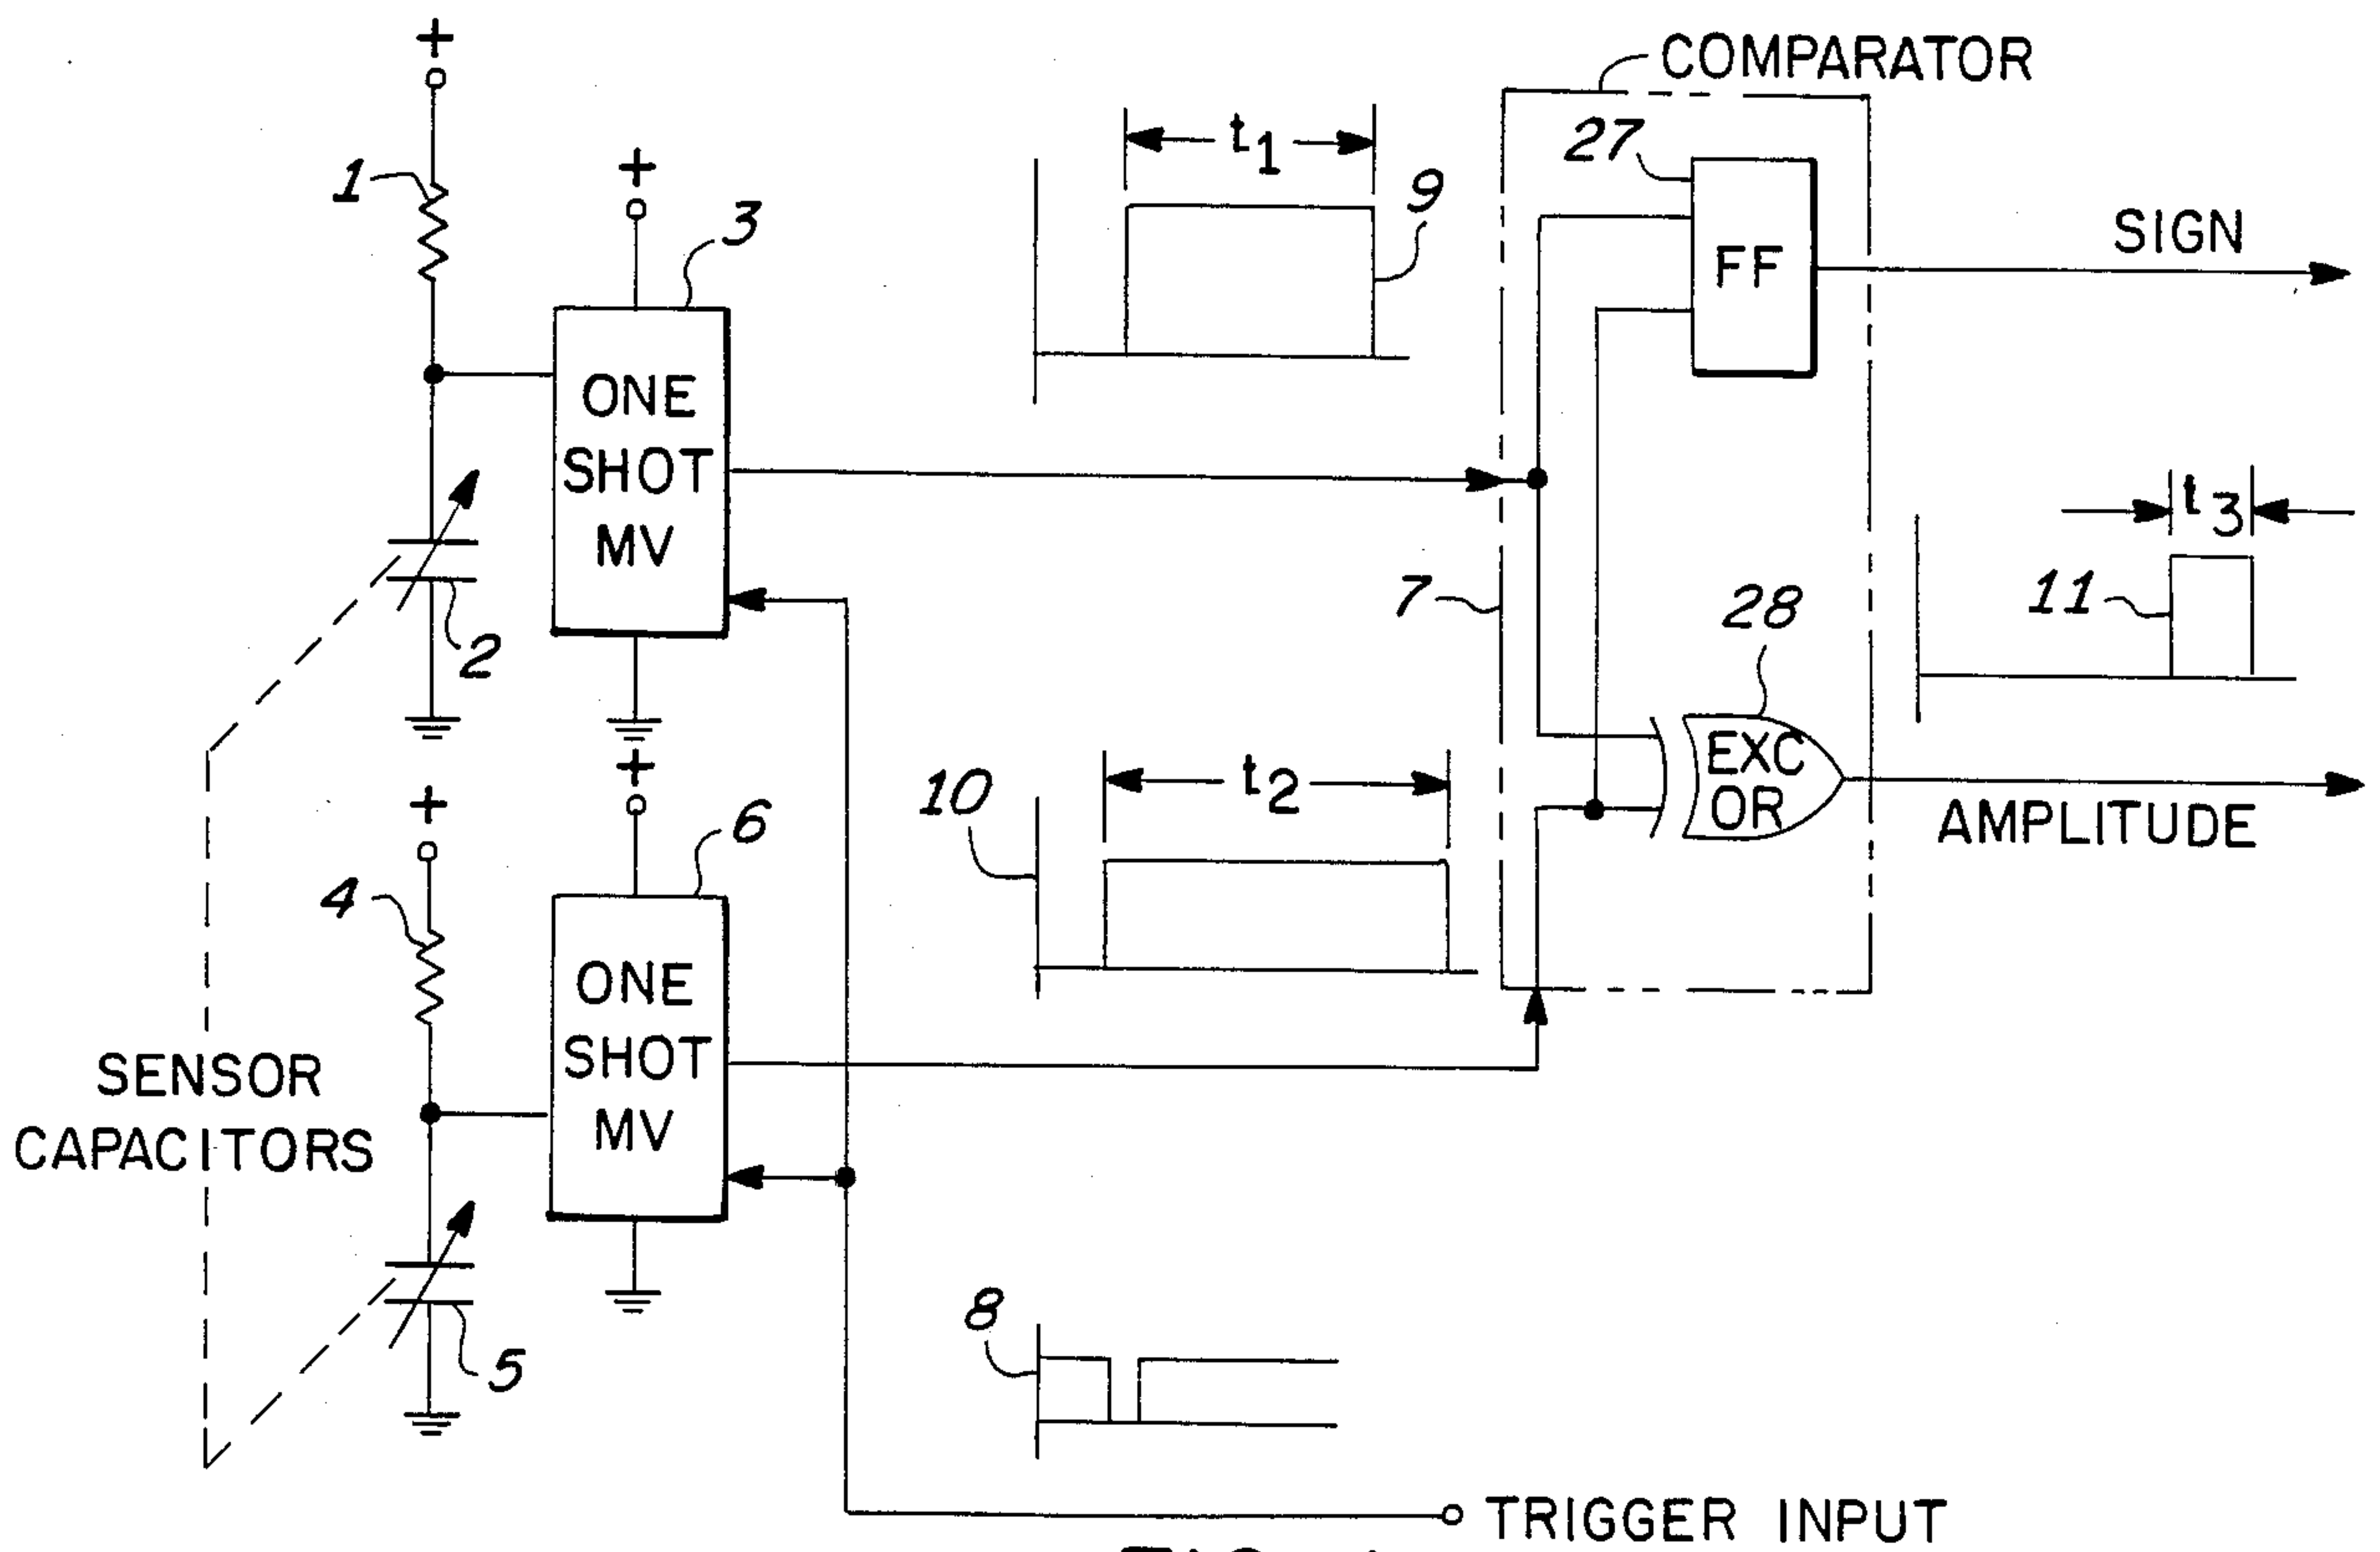 COMPARATOR
+
1
+
3
t1
9
27
FF
SIGN
ONE
SHOT
MV
2
7
28
t3
11
+
+
6
4
10
t2
EXC
OR
AMPLITUDE
ONE
SHOT
MV
SENSOR
CAPACITORS
5
8
TRIGGER INPUT